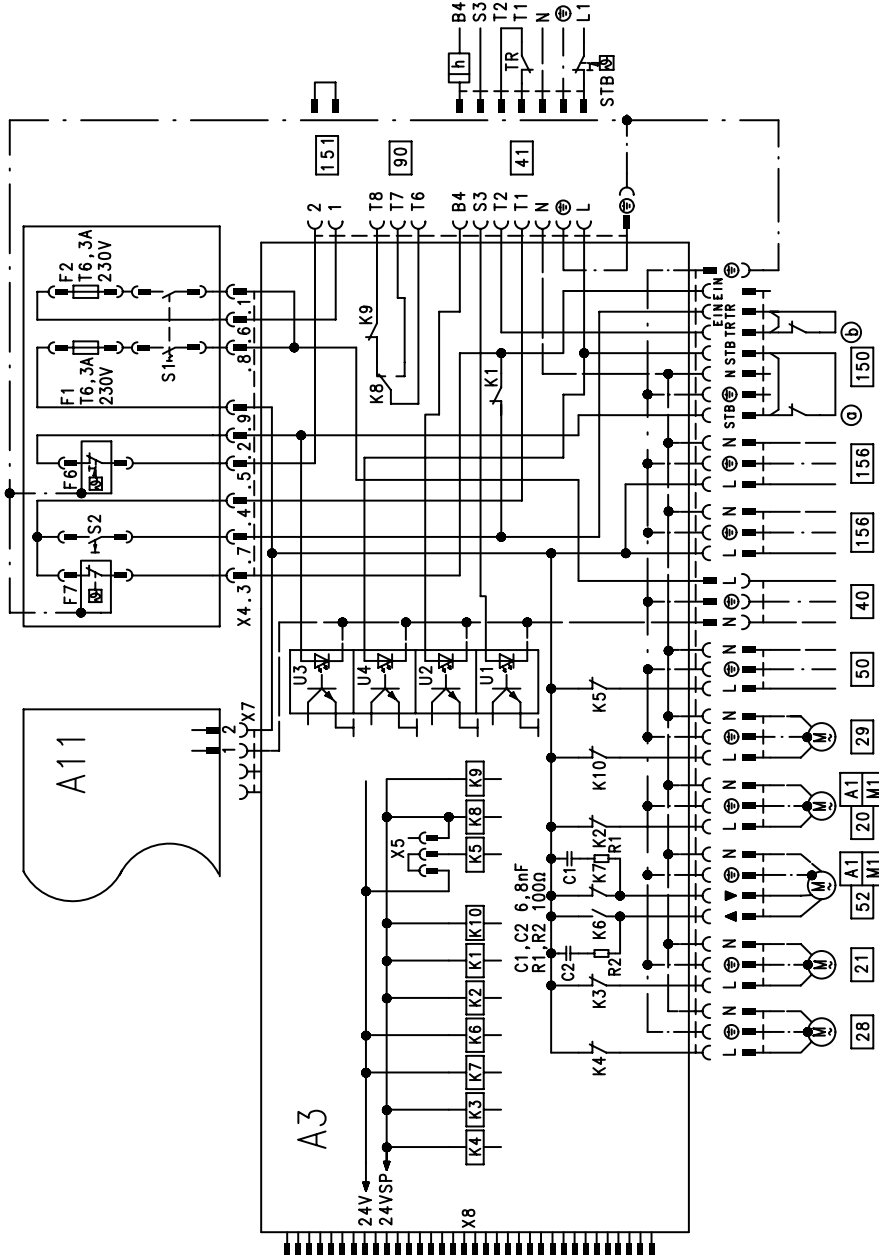 A11
X7
1 2
F7
S2
F6
F1
T6,3A
230V
S1
F2
T6,3A
230V
X4.3 .7 .4 .5 .2 .9 .8 .6 .1
151
2
1
90
T8
T7
T6
41
B4
S3
T2
T1
N
L
B4
S3
T2
T1
N
L1
h
TR
STB
A3
24V
24VSP
X8
K4 K3 K7 K6 K2 K1 K10 K5 K8 K9
X5
U3
U4
U2
U1
K9
K8
K1
C1,C2 6,8nF
R1,R2 100Ω
K4
K3
C2
R2
K6
C1
K7
R1
K2
K10
K5
L N
L N
▲ ▼ N
L N
L N
L N
N L
L N
L N
STB N STB TR TR EIN EIN
M~ M~ M~ M~ M~
28
21
52
A1
M1
20
A1
M1
29
50
40
156
156
a
150
b